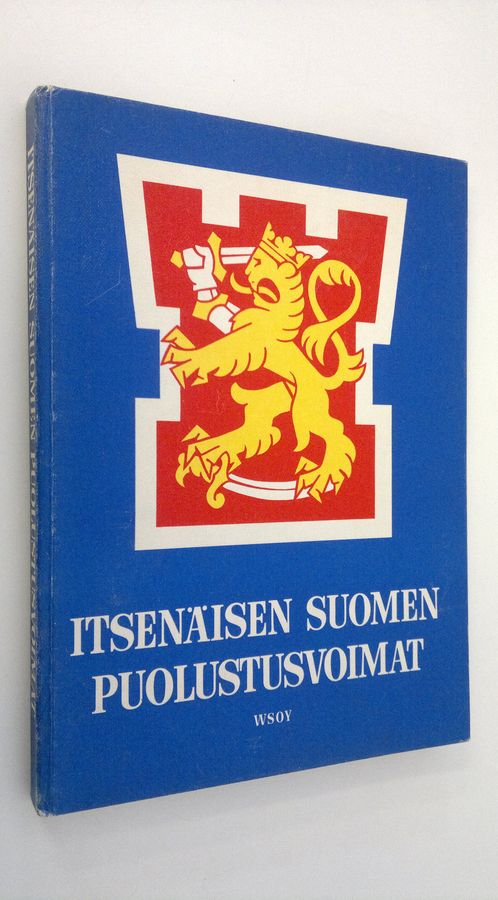 ITSENÄISEN SUOMEN PUOLUSTUSVOIMAT
ITSENÄISEN SUOMEN
PUOLUSTUSVOIMAT
WSOY